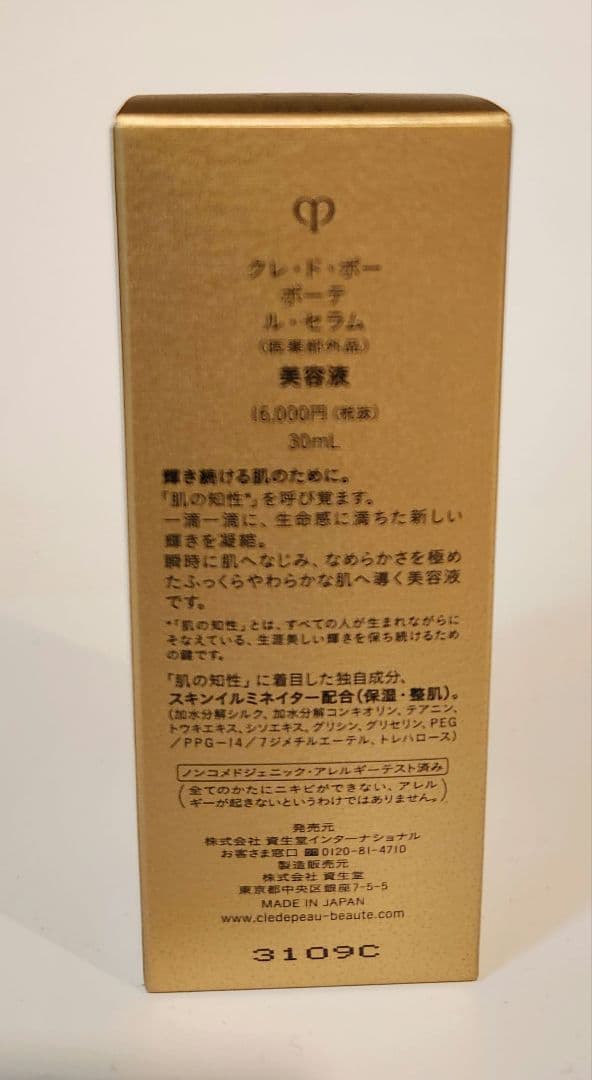 クレ・ド・ポー
ボーテ
ル・セラム
(医薬部外品)
美容液
16,000円(税抜)
30mL
輝き続ける肌のために。
「肌の知性*」を呼び覚ます。
一滴一滴に、生命感に満ちた新しい
輝きを凝結。
瞬時に肌へなじみ、なめらかさを極め
たふっくらやわらかな肌へ導く美容液
です。
*「肌の知性」とは、すべての人が生まれながらに
そなえている、生涯美しい輝きを保ち続けるため
の鍵です。
「肌の知性」に着目した独自成分、
スキンイルミネイター配合(保湿・整肌)。
(加水分解シルク、加水分解コンキオリン、テアニン、
トウキエキス、シソエキス、グリシン、グリセリン、PEG
/PPG-14/7ジメチルエーテル、トレハロース)
ノンコメドジェニック・アレルギーテスト済み
(全てのかたにニキビができない、アレル
ギーが起きないというわけではありません。)
発売元
株式会社 資生堂インターナショナル
お客さま窓口 0120-81-4710
製造販売元
株式会社 資生堂
東京都中央区銀座7-5-5
MADE IN JAPAN
www.cledepeau-beaute.com
3109C